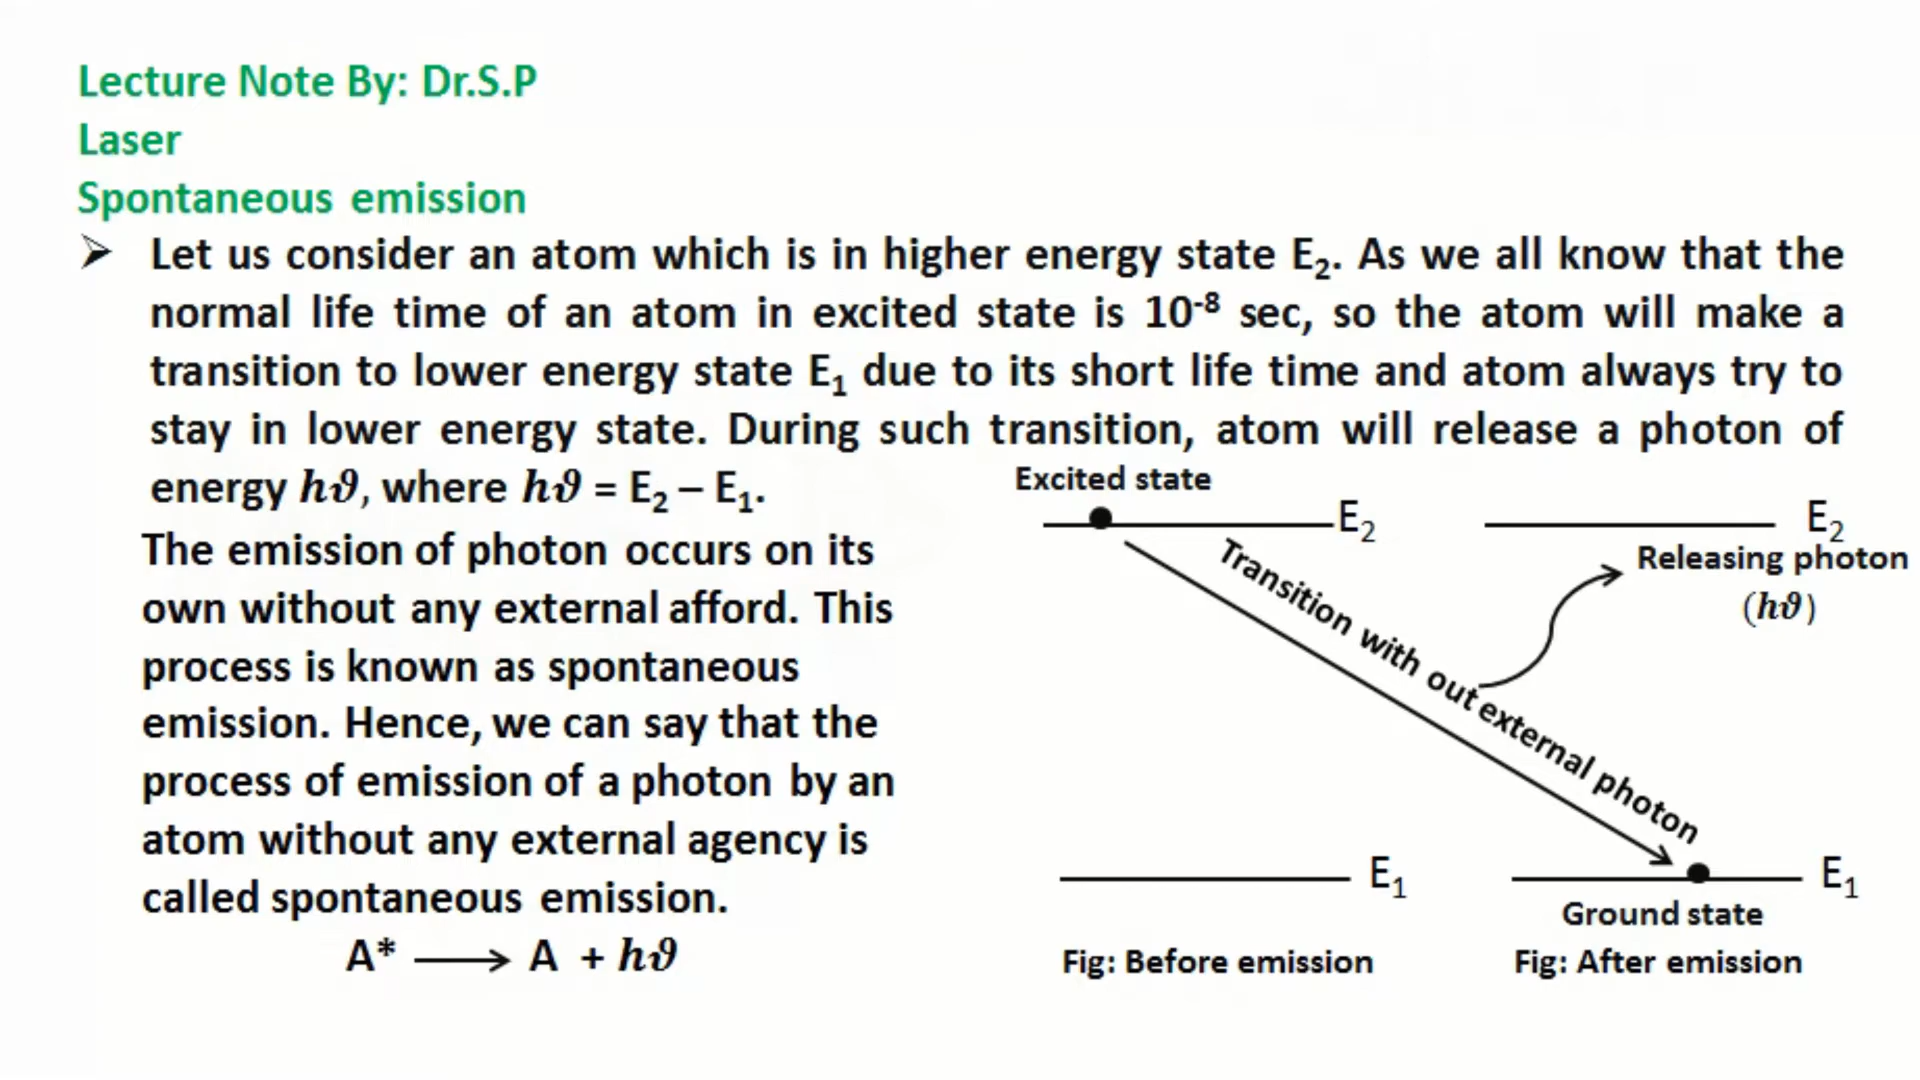 Lecture Note By: Dr.S.P
Laser
Spontaneous emission
➢ Let us consider an atom which is in higher energy state E₂. As we all know that the
normal life time of an atom in excited state is 10⁻⁸ sec, so the atom will make a
transition to lower energy state E₁ due to its short life time and atom always try to
stay in lower energy state. During such transition, atom will release a photon of
energy hϑ, where hϑ = E₂ – E₁.
The emission of photon occurs on its
own without any external afford. This
process is known as spontaneous
emission. Hence, we can say that the
process of emission of a photon by an
atom without any external agency is
called spontaneous emission.
A* ⟶ A + hϑ
Excited state
E₂
E₂
Releasing photon
(hϑ)
Transition with out external photon
E₁
E₁
Ground state
Fig: Before emission
Fig: After emission